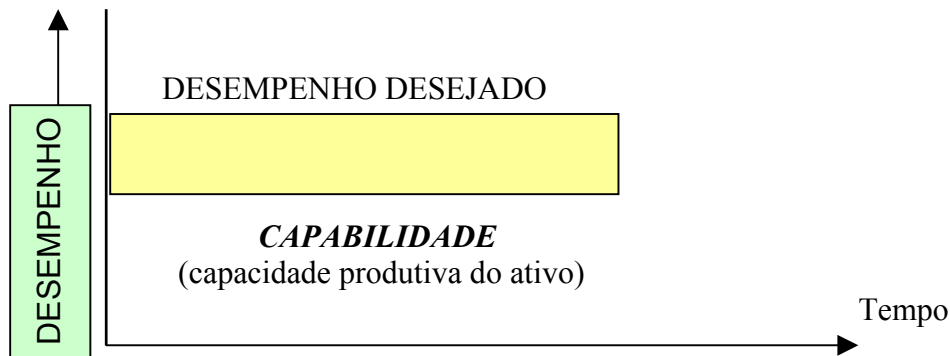 DESEMPENHO DESEJADO
DESEMPENHO
CAPABILIDADE
(capacidade produtiva do ativo)
Tempo